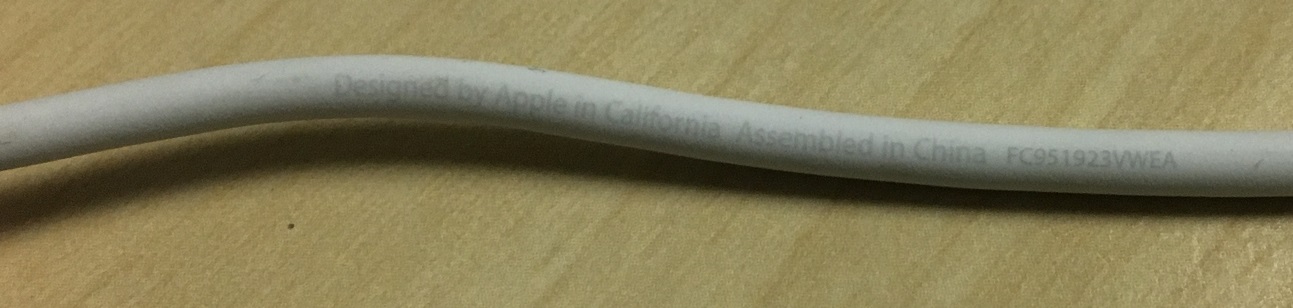 Designed by Apple in California Assembled in China FC951923VWEA